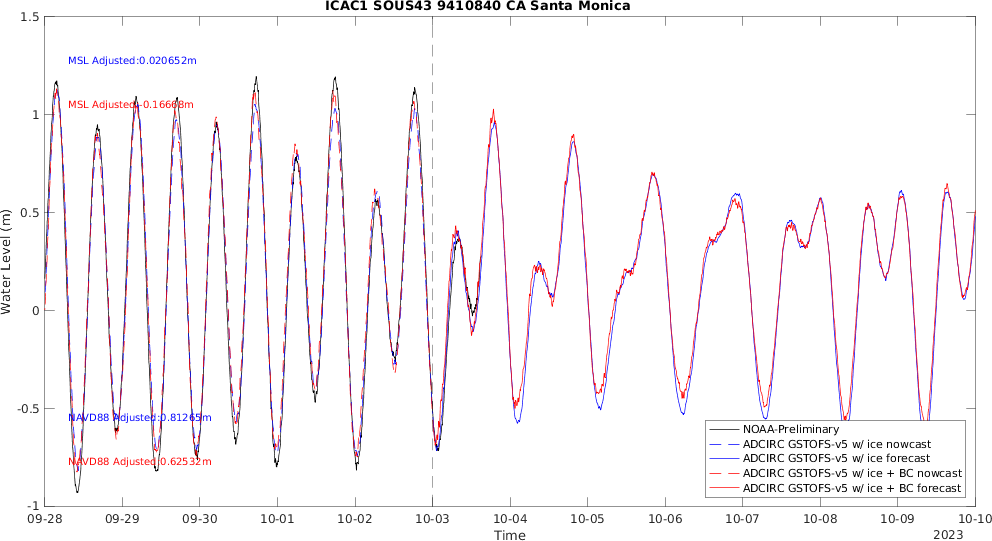 ICAC1 SOUS43 9410840 CA Santa Monica
1.5
MSL Adjusted:0.020652m
MSL Adjusted:-0.16668m
1
0.5
Water Level (m)
0
-0.5
NAVD88 Adjusted:0.81265m
NAVD88 Adjusted:0.62532m
-1
NOAA-Preliminary
ADCIRC GSTOFS-v5 w/ ice nowcast
ADCIRC GSTOFS-v5 w/ ice forecast
ADCIRC GSTOFS-v5 w/ ice + BC nowcast
ADCIRC GSTOFS-v5 w/ ice + BC forecast
09-28 09-29 09-30 10-01 10-02 10-03 10-04 10-05 10-06 10-07 10-08 10-09 10-10
Time
2023